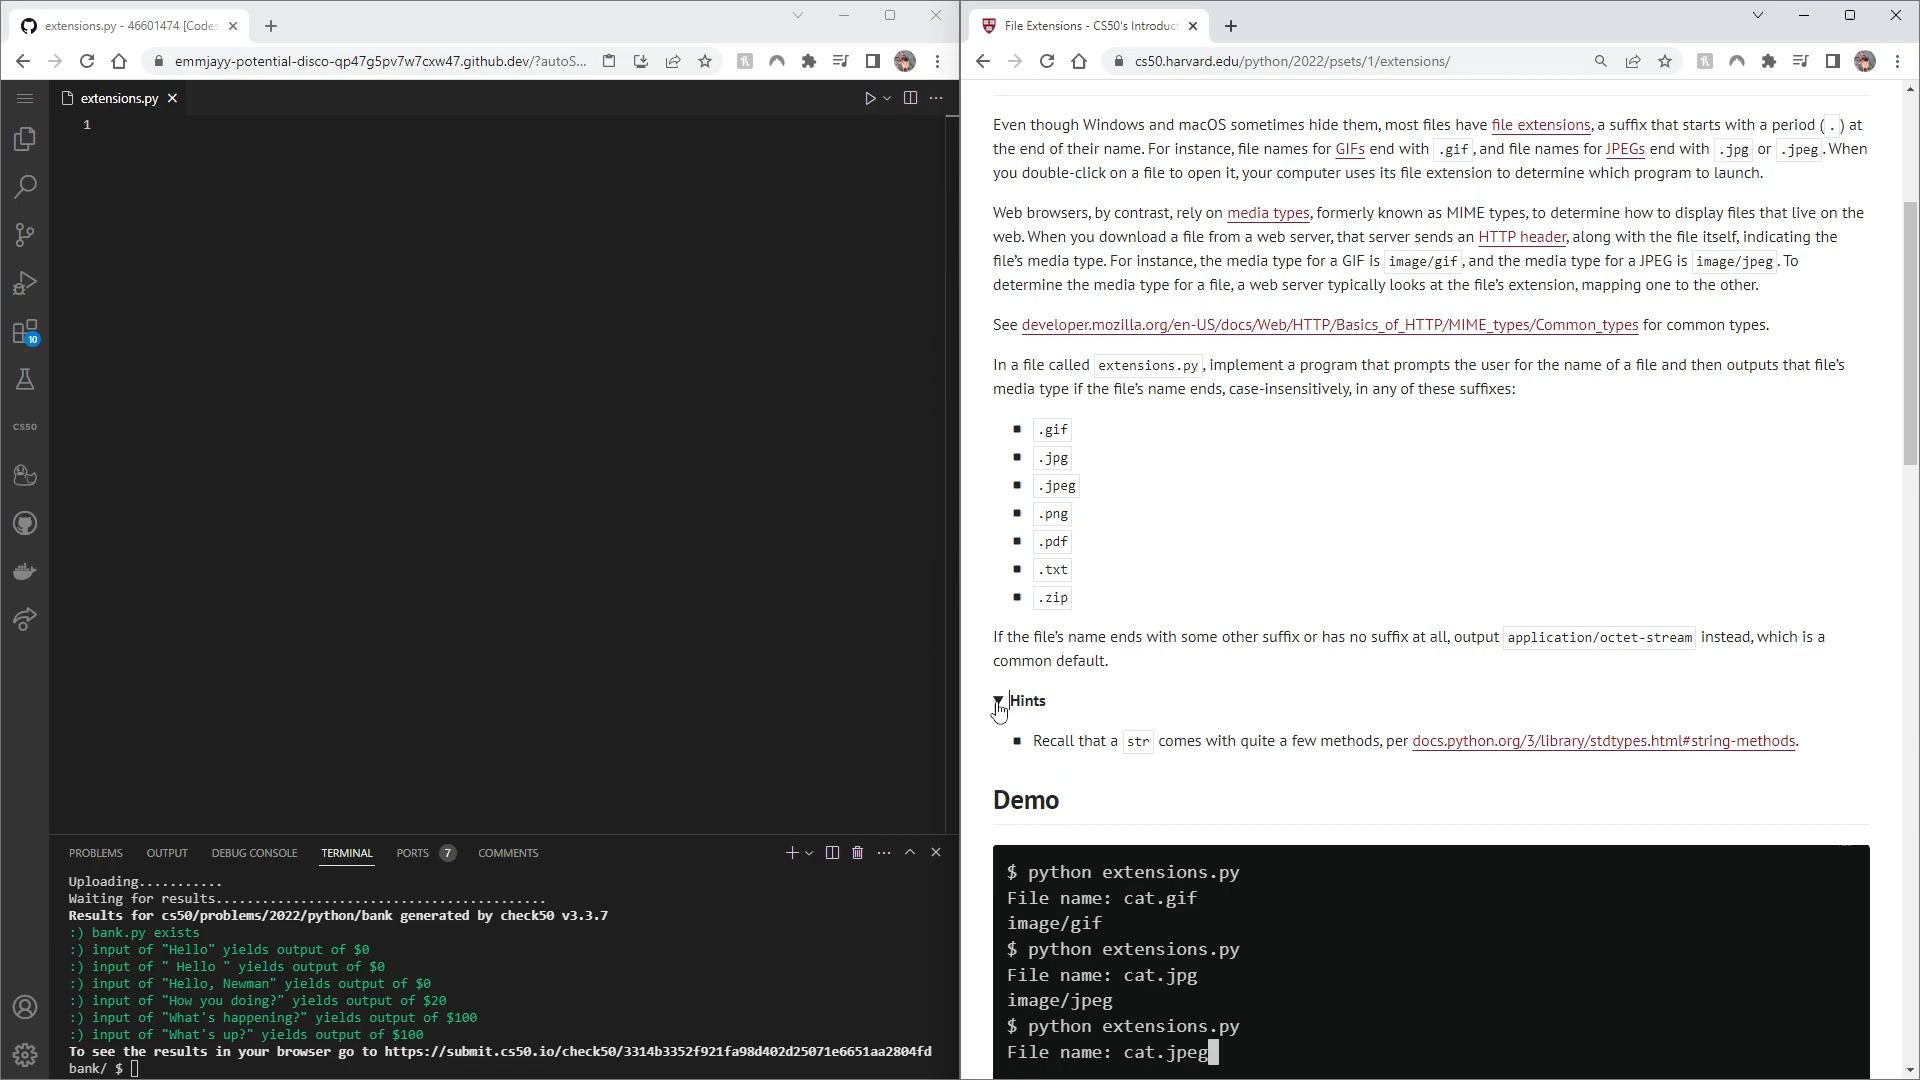 extensions.py - 46601474 [Codes
emmjayy-potential-disco-qp47g5pv7w7cxw47.github.dev/?autoS...
extensions.py
1
10
CS50
PROBLEMS
OUTPUT
DEBUG CONSOLE
TERMINAL
PORTS 7
COMMENTS
Uploading...........
Waiting for results...........................................
Results for cs50/problems/2022/python/bank generated by check50 v3.3.7
:) bank.py exists
:) input of "Hello" yields output of $0
:) input of " Hello " yields output of $0
:) input of "Hello, Newman" yields output of $0
:) input of "How you doing?" yields output of $20
:) input of "What's happening?" yields output of $100
:) input of "What's up?" yields output of $100
To see the results in your browser go to https://submit.cs50.io/check50/3314b3352f921fa98d402d25071e6651aa2804fd
bank/ $
File Extensions - CS50's Introduct
cs50.harvard.edu/python/2022/psets/1/extensions/
Even though Windows and macOS sometimes hide them, most files have file extensions, a suffix that starts with a period (.) at
the end of their name. For instance, file names for GIFs end with .gif, and file names for JPEGs end with .jpg or .jpeg. When
you double-click on a file to open it, your computer uses its file extension to determine which program to launch.
Web browsers, by contrast, rely on media types, formerly known as MIME types, to determine how to display files that live on the
web. When you download a file from a web server, that server sends an HTTP header, along with the file itself, indicating the
file’s media type. For instance, the media type for a GIF is image/gif, and the media type for a JPEG is image/jpeg. To
determine the media type for a file, a web server typically looks at the file’s extension, mapping one to the other.
See developer.mozilla.org/en-US/docs/Web/HTTP/Basics_of_HTTP/MIME_types/Common_types for common types.
In a file called extensions.py, implement a program that prompts the user for the name of a file and then outputs that file’s
media type if the file’s name ends, case-insensitively, in any of these suffixes:
.gif
.jpg
.jpeg
.png
.pdf
.txt
.zip
If the file’s name ends with some other suffix or has no suffix at all, output application/octet-stream instead, which is a
common default.
Hints
Recall that a str comes with quite a few methods, per docs.python.org/3/library/stdtypes.html#string-methods.
Demo
$ python extensions.py
File name: cat.gif
image/gif
$ python extensions.py
File name: cat.jpg
image/jpeg
$ python extensions.py
File name: cat.jpeg